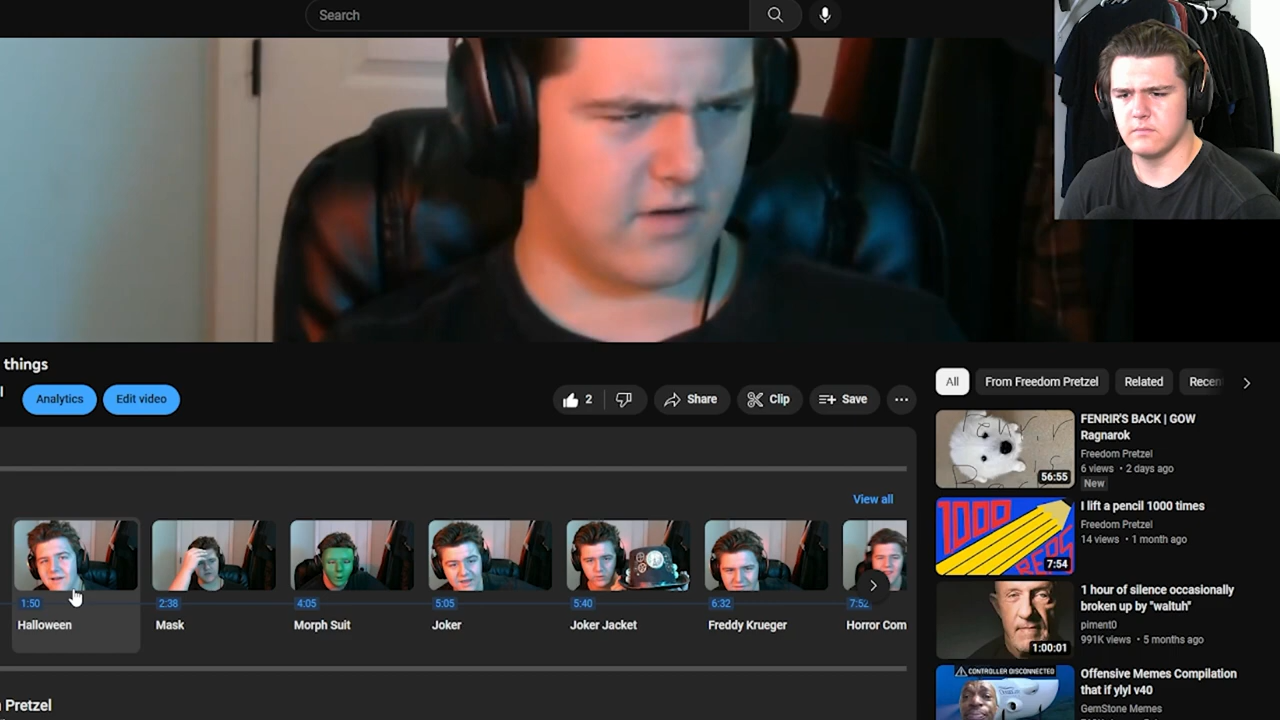 Search
things
Analytics
Edit video
2
Share
Clip
Save
...
All
From Freedom Pretzel
Related
Recen
View all
1:50
Halloween
2:38
Mask
4:05
Morph Suit
5:05
Joker
5:40
Joker Jacket
6:32
Freddy Krueger
7:52
Horror Com
Pretzel
Fenrir
56:55
FENRIR'S BACK | GOW
Ragnarok
Freedom Pretzel
6 views • 2 days ago
New
1000
REPS
7:54
I lift a pencil 1000 times
Freedom Pretzel
14 views • 1 month ago
1:00:01
1 hour of silence occasionally
broken up by "waltuh"
piment0
991K views • 5 months ago
CONTROLLER DISCONNECTED
Offensive Memes Compilation
that if ylyl v40
GemStone Memes